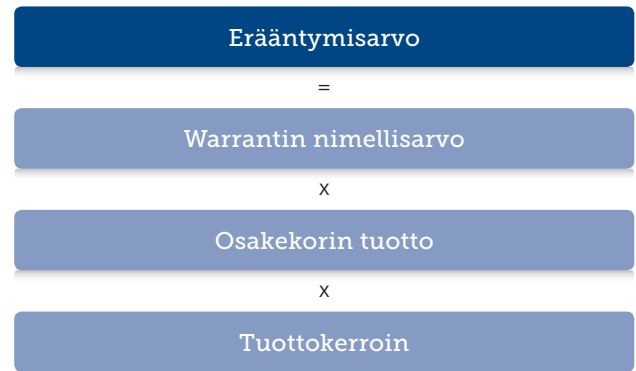 Erääntymisarvo
=
Warrantin nimellisarvo
x
Osakekorin tuotto
x
Tuottokerroin